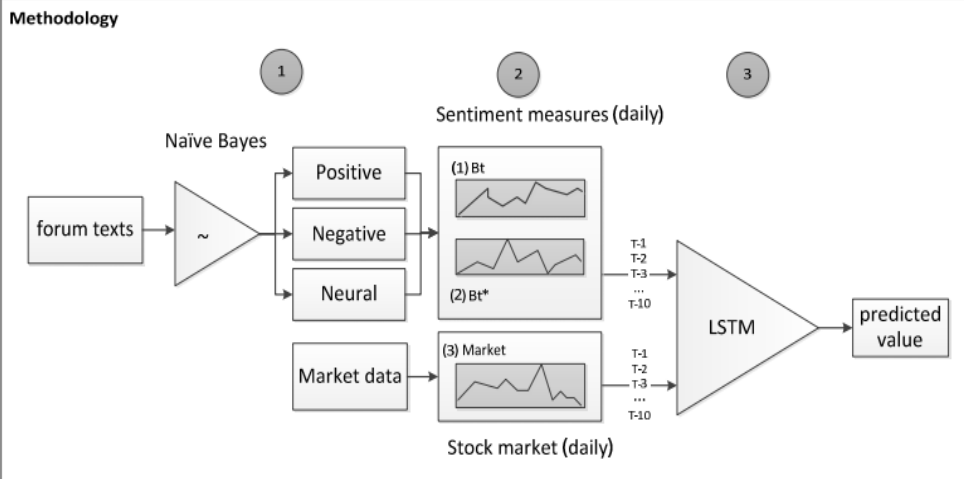 Methodology
1
2
3
Sentiment measures (daily)
Naïve Bayes
forum texts
~
Positive
Negative
Neural
(1) Bt
(2) Bt*
T-1
T-2
T-3
...
T-10
Market data
(3) Market
T-1
T-2
T-3
...
T-10
Stock market (daily)
LSTM
predicted
value